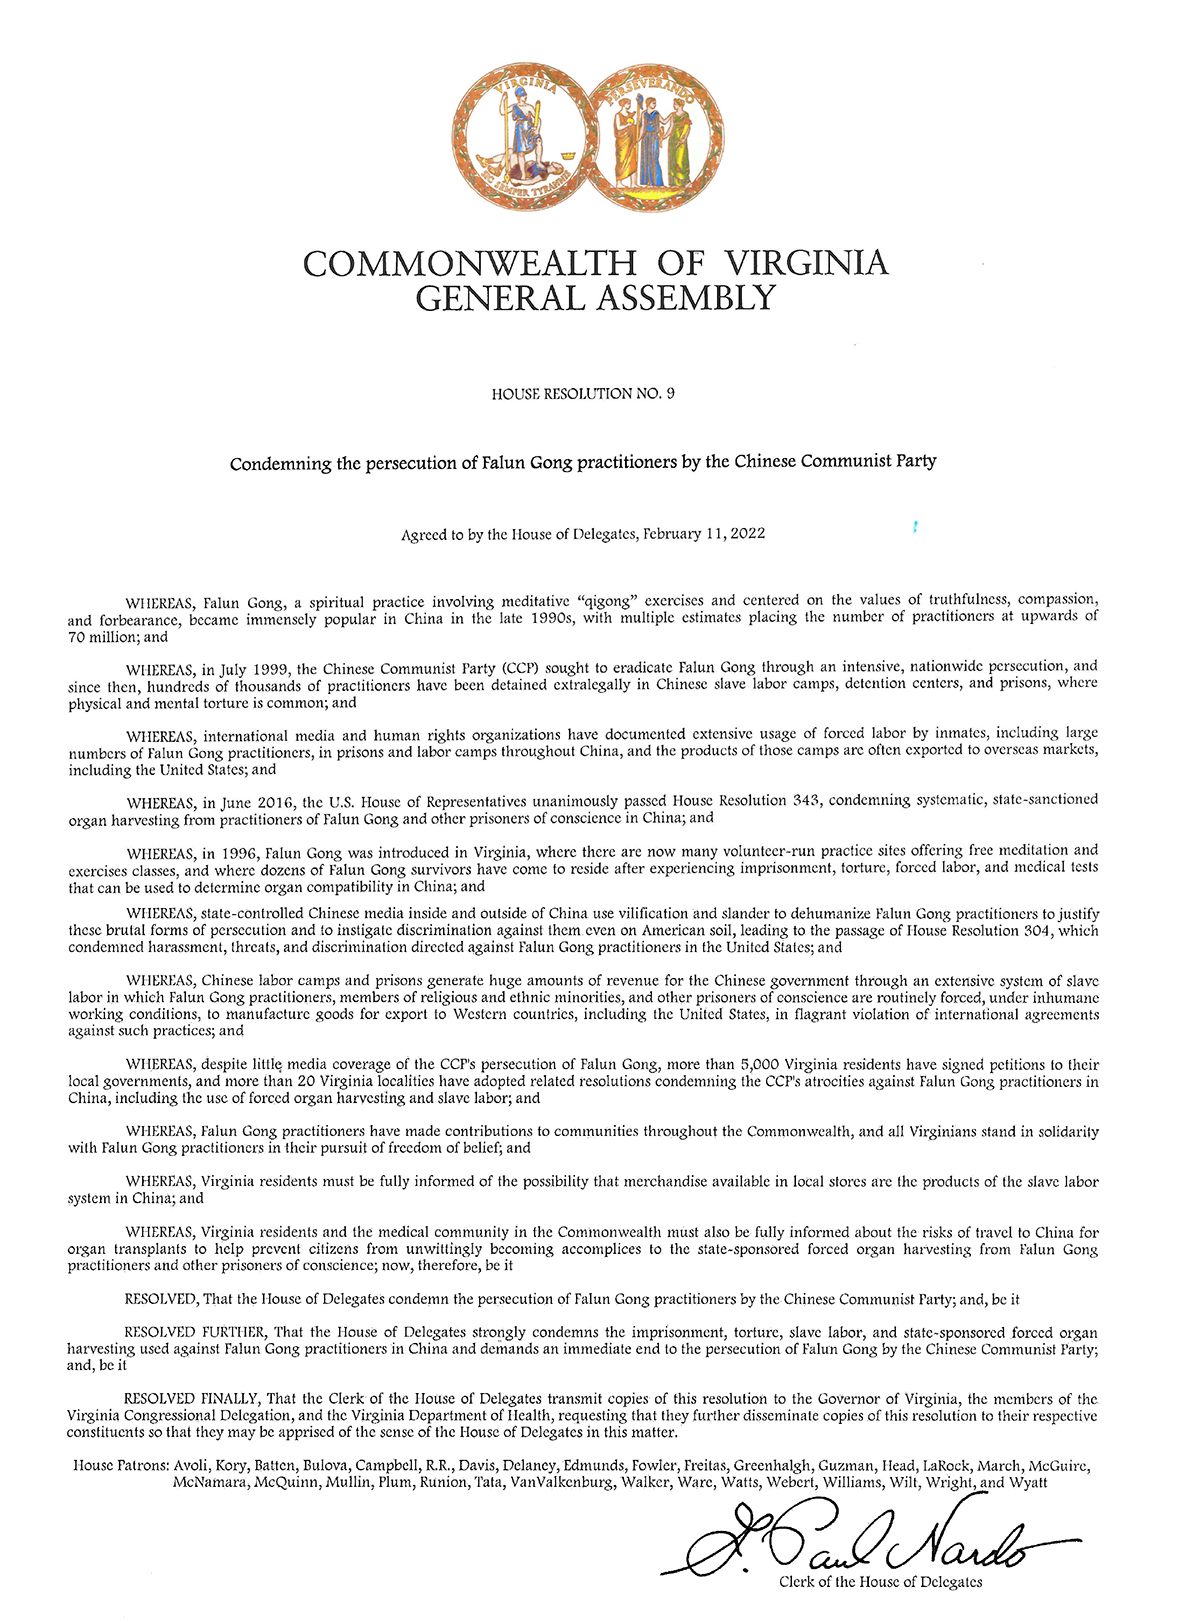 VIRGINIA
SIC SEMPER TYRANNIS
PERSEVERANDO
COMMONWEALTH OF VIRGINIA
GENERAL ASSEMBLY
HOUSE RESOLUTION NO. 9
Condemning the persecution of Falun Gong practitioners by the Chinese Communist Party
Agreed to by the House of Delegates, February 11, 2022
WHEREAS, Falun Gong, a spiritual practice involving meditative “qigong” exercises and centered on the values of truthfulness, compassion,
and forbearance, became immensely popular in China in the late 1990s, with multiple estimates placing the number of practitioners at upwards of
70 million; and
WHEREAS, in July 1999, the Chinese Communist Party (CCP) sought to eradicate Falun Gong through an intensive, nationwide persecution, and
since then, hundreds of thousands of practitioners have been detained extralegally in Chinese slave labor camps, detention centers, and prisons, where
physical and mental torture is common; and
WHEREAS, international media and human rights organizations have documented extensive usage of forced labor by inmates, including large
numbers of Falun Gong practitioners, in prisons and labor camps throughout China, and the products of those camps are often exported to overseas markets,
including the United States; and
WHEREAS, in June 2016, the U.S. House of Representatives unanimously passed House Resolution 343, condemning systematic, state-sanctioned
organ harvesting from practitioners of Falun Gong and other prisoners of conscience in China; and
WHEREAS, in 1996, Falun Gong was introduced in Virginia, where there are now many volunteer-run practice sites offering free meditation and
exercises classes, and where dozens of Falun Gong survivors have come to reside after experiencing imprisonment, torture, forced labor, and medical tests
that can be used to determine organ compatibility in China; and
WHEREAS, state-controlled Chinese media inside and outside of China use vilification and slander to dehumanize Falun Gong practitioners to justify
these brutal forms of persecution and to instigate discrimination against them even on American soil, leading to the passage of House Resolution 304, which
condemned harassment, threats, and discrimination directed against Falun Gong practitioners in the United States; and
WHEREAS, Chinese labor camps and prisons generate huge amounts of revenue for the Chinese government through an extensive system of slave
labor in which Falun Gong practitioners, members of religious and ethnic minorities, and other prisoners of conscience are routinely forced, under inhumane
working conditions, to manufacture goods for export to Western countries, including the United States, in flagrant violation of international agreements
against such practices; and
WHEREAS, despite little media coverage of the CCP's persecution of Falun Gong, more than 5,000 Virginia residents have signed petitions to their
local governments, and more than 20 Virginia localities have adopted related resolutions condemning the CCP's atrocities against Falun Gong practitioners in
China, including the use of forced organ harvesting and slave labor; and
WHEREAS, Falun Gong practitioners have made contributions to communities throughout the Commonwealth, and all Virginians stand in solidarity
with Falun Gong practitioners in their pursuit of freedom of belief; and
WHEREAS, Virginia residents must be fully informed of the possibility that merchandise available in local stores are the products of the slave labor
system in China; and
WHEREAS, Virginia residents and the medical community in the Commonwealth must also be fully informed about the risks of travel to China for
organ transplants to help prevent citizens from unwittingly becoming accomplices to the state-sponsored forced organ harvesting from Falun Gong
practitioners and other prisoners of conscience; now, therefore, be it
RESOLVED, That the House of Delegates condemn the persecution of Falun Gong practitioners by the Chinese Communist Party; and, be it
RESOLVED FURTHER, That the House of Delegates strongly condemns the imprisonment, torture, slave labor, and state-sponsored forced organ
harvesting used against Falun Gong practitioners in China and demands an immediate end to the persecution of Falun Gong by the Chinese Communist Party;
and, be it
RESOLVED FINALLY, That the Clerk of the House of Delegates transmit copies of this resolution to the Governor of Virginia, the members of the
Virginia Congressional Delegation, and the Virginia Department of Health, requesting that they further disseminate copies of this resolution to their respective
constituents so that they may be apprised of the sense of the House of Delegates in this matter.
House Patrons: Avoli, Kory, Batten, Bulova, Campbell, R.R., Davis, Delaney, Edmunds, Fowler, Freitas, Greenhalgh, Guzman, Head, LaRock, March, McGuire,
McNamara, McQuinn, Mullin, Plum, Runion, Tata, VanValkenburg, Walker, Ware, Watts, Webert, Williams, Wilt, Wright, and Wyatt
G. Paul Nardo
Clerk of the House of Delegates